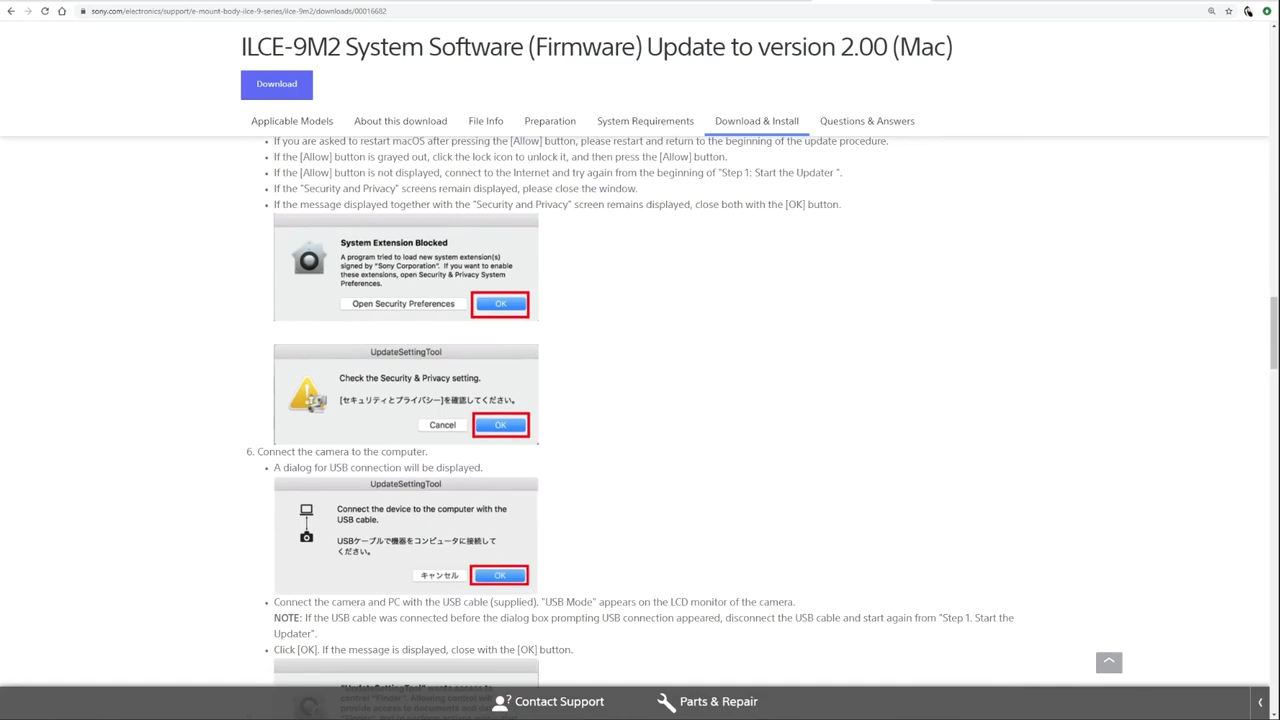 sony.com/electronics/support/e-mount-body-ilce-9-series/ilce-9m2/downloads/00016682
ILCE-9M2 System Software (Firmware) Update to version 2.00 (Mac)
Download
Applicable Models
About this download
File Info
Preparation
System Requirements
Download & Install
Questions & Answers
If you are asked to restart macOS after pressing the [Allow] button, please restart and return to the beginning of the update procedure.
If the [Allow] button is grayed out, click the lock icon to unlock it, and then press the [Allow] button.
If the [Allow] button is not displayed, connect to the Internet and try again from the beginning of "Step 1: Start the Updater ".
If the "Security and Privacy" screens remain displayed, please close the window.
If the message displayed together with the "Security and Privacy" screen remains displayed, close both with the [OK] button.
System Extension Blocked
A program tried to load new system extension(s)
signed by "Sony Corporation". If you want to enable
these extensions, open Security & Privacy System
Preferences.
Open Security Preferences
OK
UpdateSettingTool
Check the Security & Privacy setting.
[セキュリティとプライバシー]を確認してください。
Cancel
OK
6. Connect the camera to the computer.
A dialog for USB connection will be displayed.
UpdateSettingTool
Connect the device to the computer with the
USB cable.
USBケーブルで機器をコンピュータに接続して
ください。
キャンセル
OK
Connect the camera and PC with the USB cable (supplied). "USB Mode" appears on the LCD monitor of the camera.
NOTE: If the USB cable was connected before the dialog box prompting USB connection appeared, disconnect the USB cable and start again from "Step 1. Start the
Updater".
Click [OK]. If the message is displayed, close with the [OK] button.
"UpdateSettingTool" wants access to
control "Finder". Allowing control will
provide access to documents and data
Contact Support
Parts & Repair